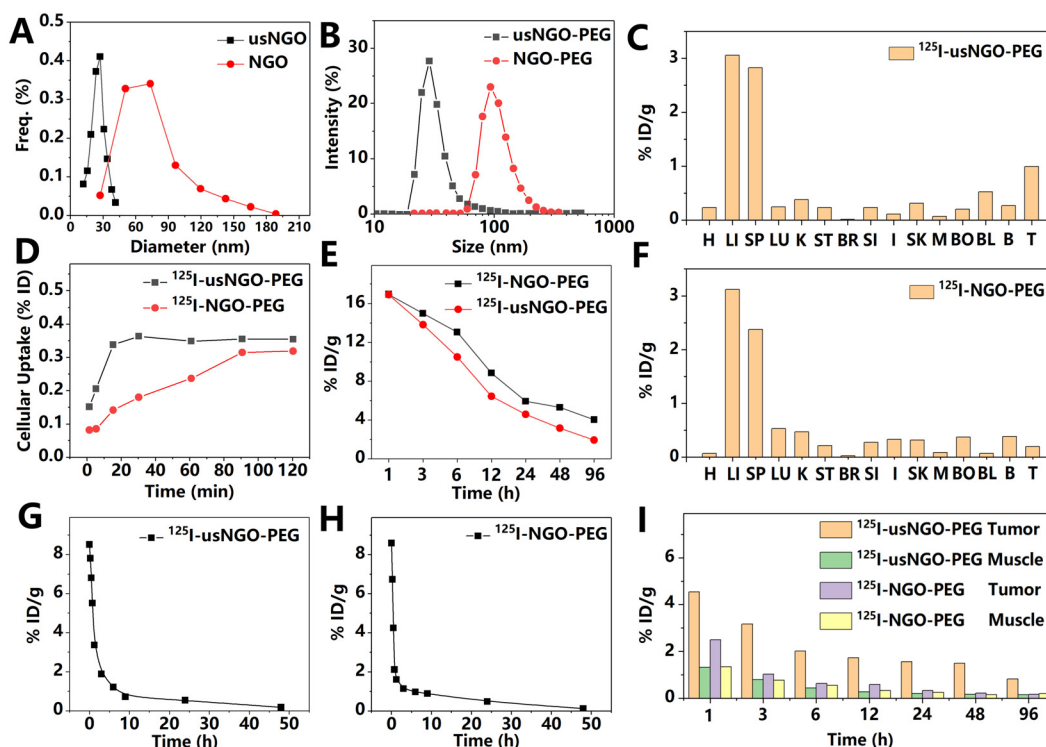 A
usNGO
NGO
Freq. (%)
0.5
0.4
0.3
0.2
0.1
0.0
0 30 60 90 120 150 180 210
Diameter (nm)
B
usNGO-PEG
NGO-PEG
Intensity (%)
37
30
20
10
0
10 100 1000
Size (nm)
C
¹²⁵I-usNGO-PEG
% ID/g
3
2
1
0
H LI SP LU K ST BR SI I SK M BO BL B T
D
¹²⁵I-usNGO-PEG
¹²⁵I-NGO-PEG
Cellular Uptake (% ID)
0.5
0.4
0.3
0.2
0.1
0.0
0 20 40 60 80 100 120
Time (min)
E
¹²⁵I-NGO-PEG
¹²⁵I-usNGO-PEG
% ID/g
16
12
8
4
0
1 3 6 12 24 48 96
Time (h)
F
¹²⁵I-NGO-PEG
% ID/g
3
2
1
0
H LI SP LU K ST BR SI I SK M BO BL B T
G
¹²⁵I-usNGO-PEG
% ID/g
8
6
4
2
0
0 10 20 30 40 50
Time (h)
H
¹²⁵I-NGO-PEG
% ID/g
8
6
4
2
0
0 10 20 30 40 50
Time (h)
I
¹²⁵I-usNGO-PEG Tumor
¹²⁵I-usNGO-PEG Muscle
¹²⁵I-NGO-PEG Tumor
¹²⁵I-NGO-PEG Muscle
% ID/g
6
4
2
0
1 3 6 12 24 48 96
Time (h)